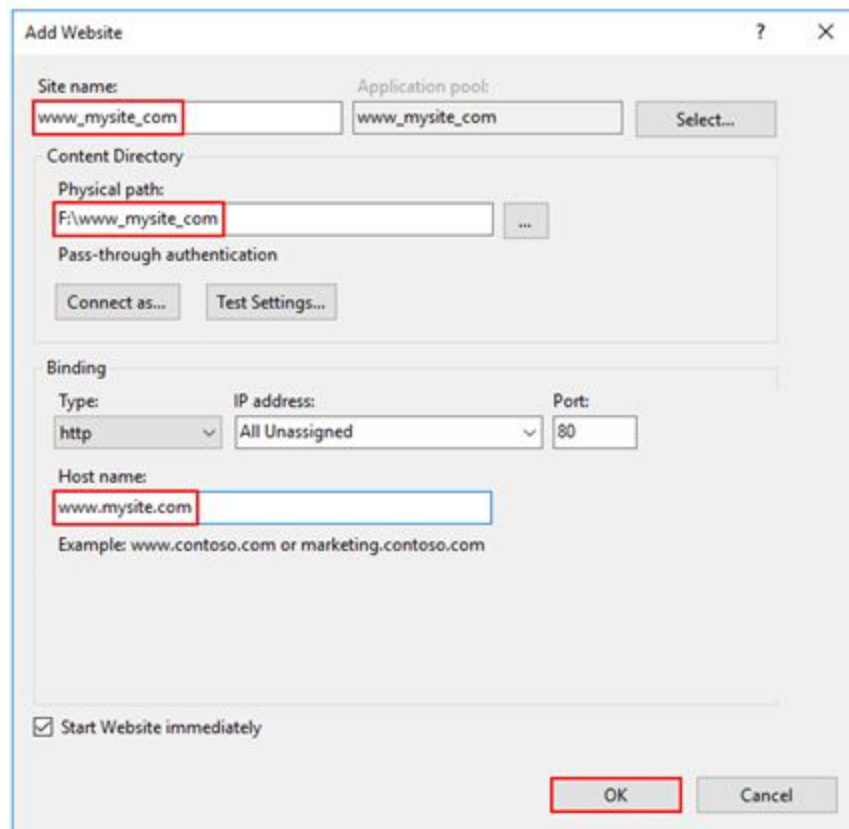 Add Website ? ×
Site name: Application pool:
www_mysite_com www_mysite_com Select...
Content Directory
Physical path:
F:\www_mysite_com ...
Pass-through authentication
Connect as... Test Settings...
Binding
Type: IP address: Port:
http All Unassigned 80
Host name:
www.mysite.com
Example: www.contoso.com or marketing.contoso.com
Start Website immediately
OK Cancel